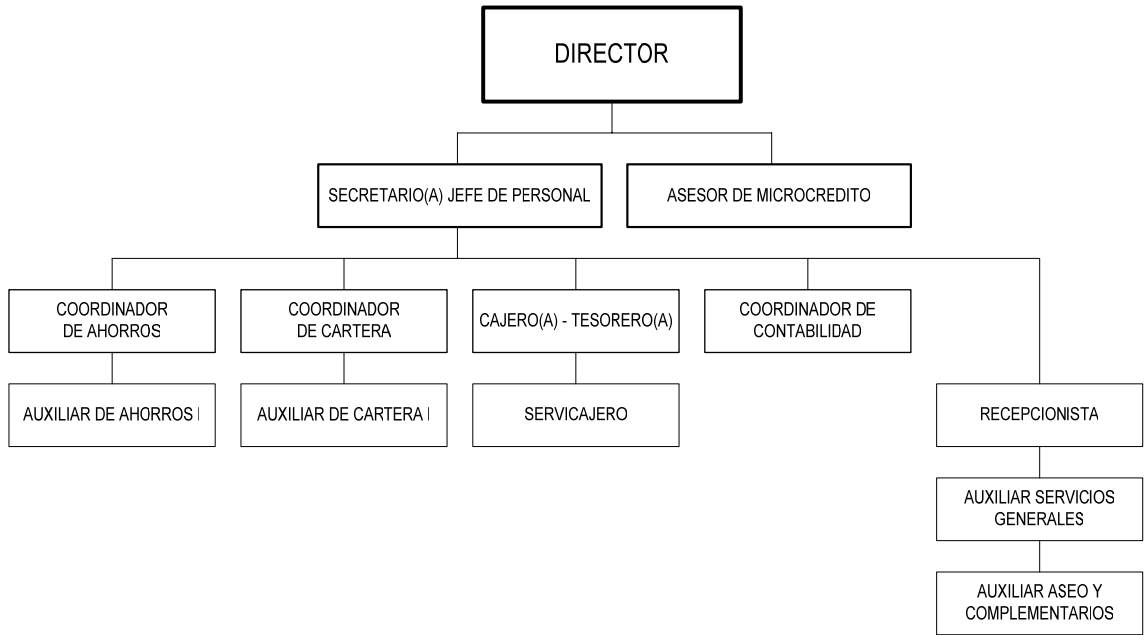 DIRECTOR
SECRETARIO(A) JEFE DE PERSONAL
ASESOR DE MICROCREDITO
COORDINADOR
DE AHORROS
COORDINADOR
DE CARTERA
CAJERO(A) - TESORERO(A)
COORDINADOR DE
CONTABILIDAD
AUXILIAR DE AHORROS I
AUXILIAR DE CARTERA I
SERVICAJERO
RECEPCIONISTA
AUXILIAR SERVICIOS
GENERALES
AUXILIAR ASEO Y
COMPLEMENTARIOS